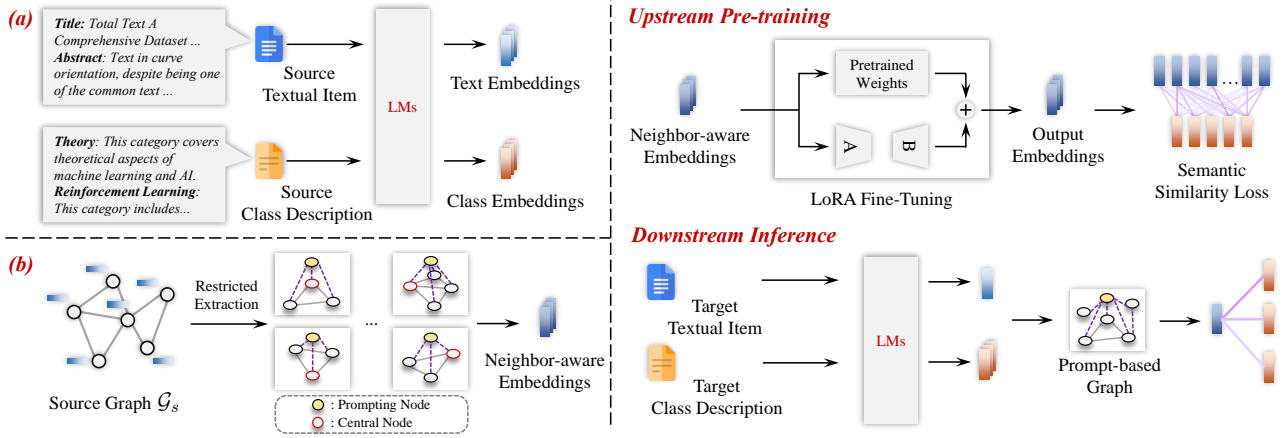 (a)
Title: Total Text A
Comprehensive Dataset ...
Abstract: Text in curve
orientation, despite being one
of the common text ...
Source
Textual Item
LMs
Text Embeddings
Theory: This category covers
theoretical aspects of
machine learning and AI.
Reinforcement Learning:
This category includes...
Source
Class Description
Class Embeddings
(b)
Restricted
Extraction
...
Neighbor-aware
Embeddings
Source Graph 𝒢s
: Prompting Node
: Central Node
Upstream Pre-training
Neighbor-aware
Embeddings
Pretrained
Weights
A
B
+
LoRA Fine-Tuning
Output
Embeddings
...
Semantic
Similarity Loss
Downstream Inference
Target
Textual Item
LMs
Target
Class Description
Prompt-based
Graph